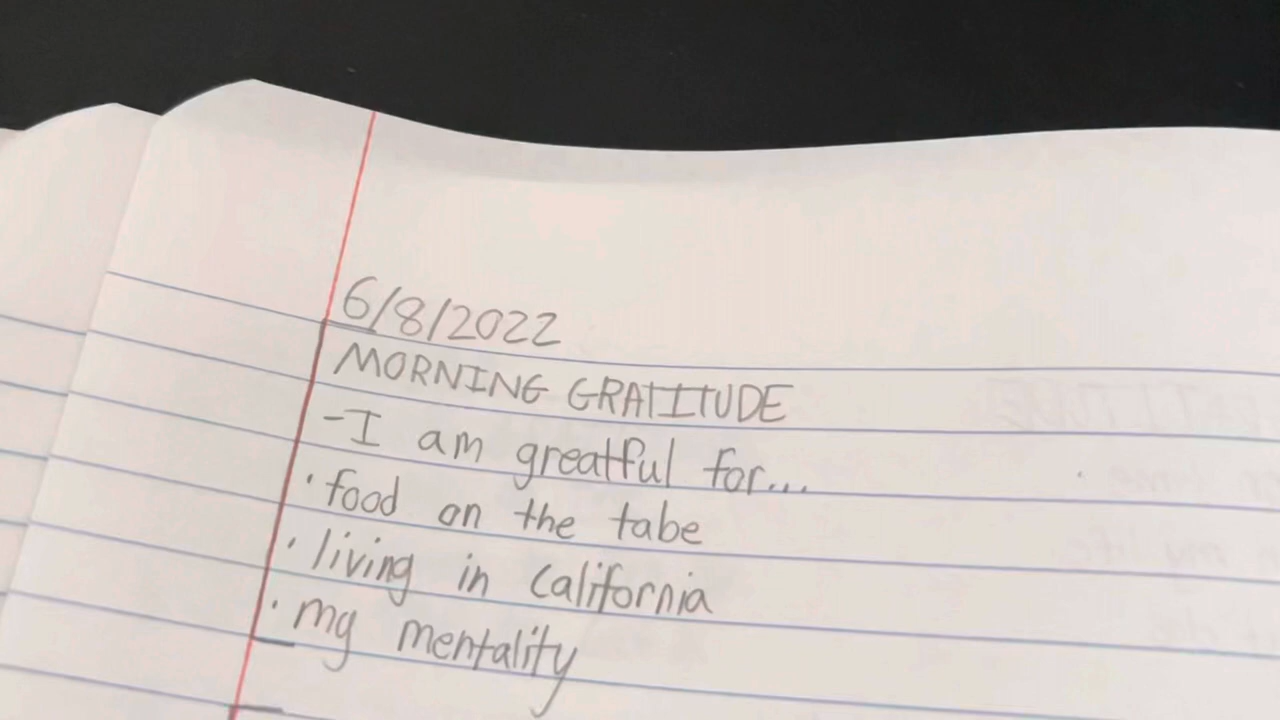 6/8/2022
MORNING GRATITUDE
-I am greatful for...
· food on the tabe
· living in California
· my mentality